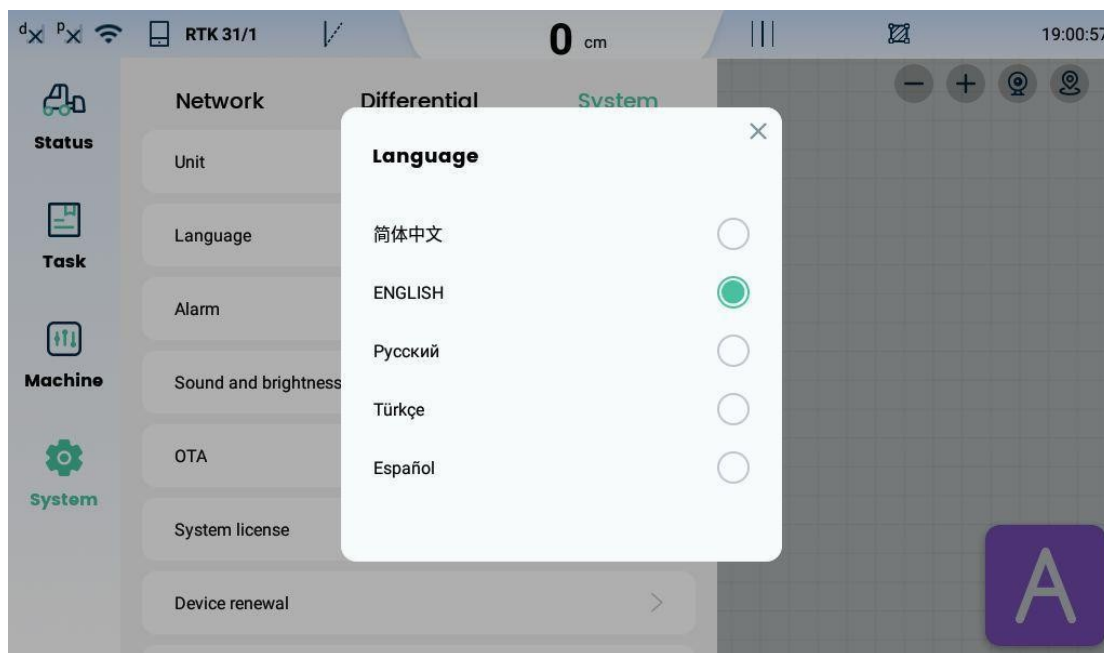 d P RTK 31/1 0 cm 19:00:57
Network Differential System
Status
Task
Machine
System
Unit
Language
Alarm
Sound and brightness
OTA
System license
Device renewal
Language
简体中文
ENGLISH
Русский
Türkçe
Español
A